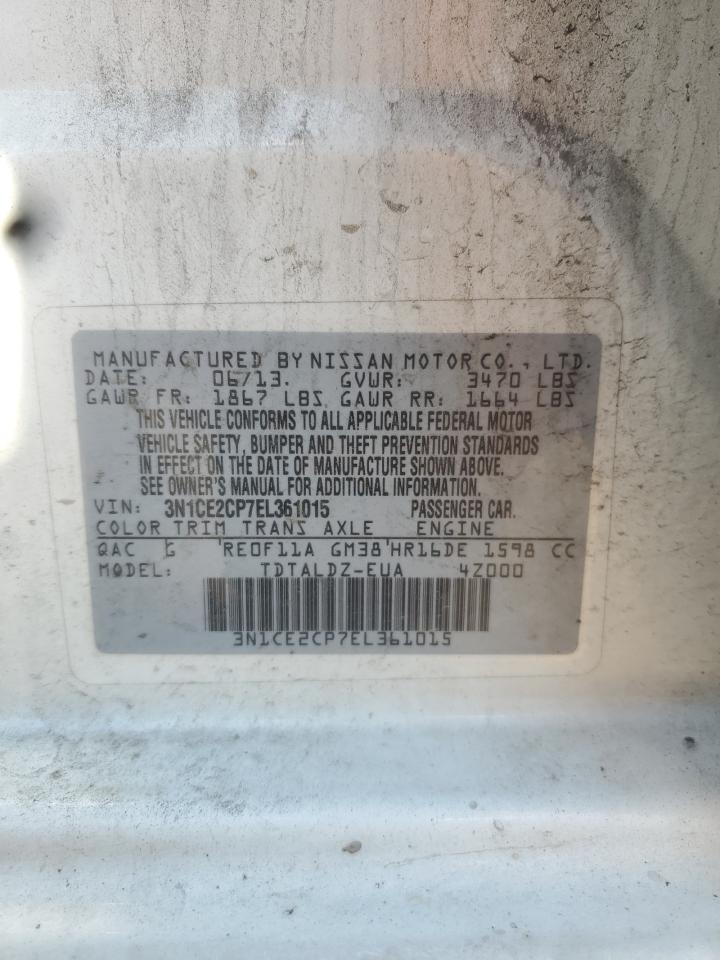 MANUFACTURED BY NISSAN MOTOR CO., LTD.
DATE: 06/13. GVWR: 3470 LBS
GAWR FR: 1867 LBS GAWR RR: 1664 LBS
THIS VEHICLE CONFORMS TO ALL APPLICABLE FEDERAL MOTOR
VEHICLE SAFETY, BUMPER AND THEFT PREVENTION STANDARDS
IN EFFECT ON THE DATE OF MANUFACTURE SHOWN ABOVE.
SEE OWNER'S MANUAL FOR ADDITIONAL INFORMATION.
VIN: 3N1CE2CP7EL361015 PASSENGER CAR.
COLOR TRIM TRANS AXLE ENGINE
QAC G RE0F11A GM38 HR16DE 1598 CC
MODEL: TDTALDZ-EUA 4Z000
3N1CE2CP7EL361015